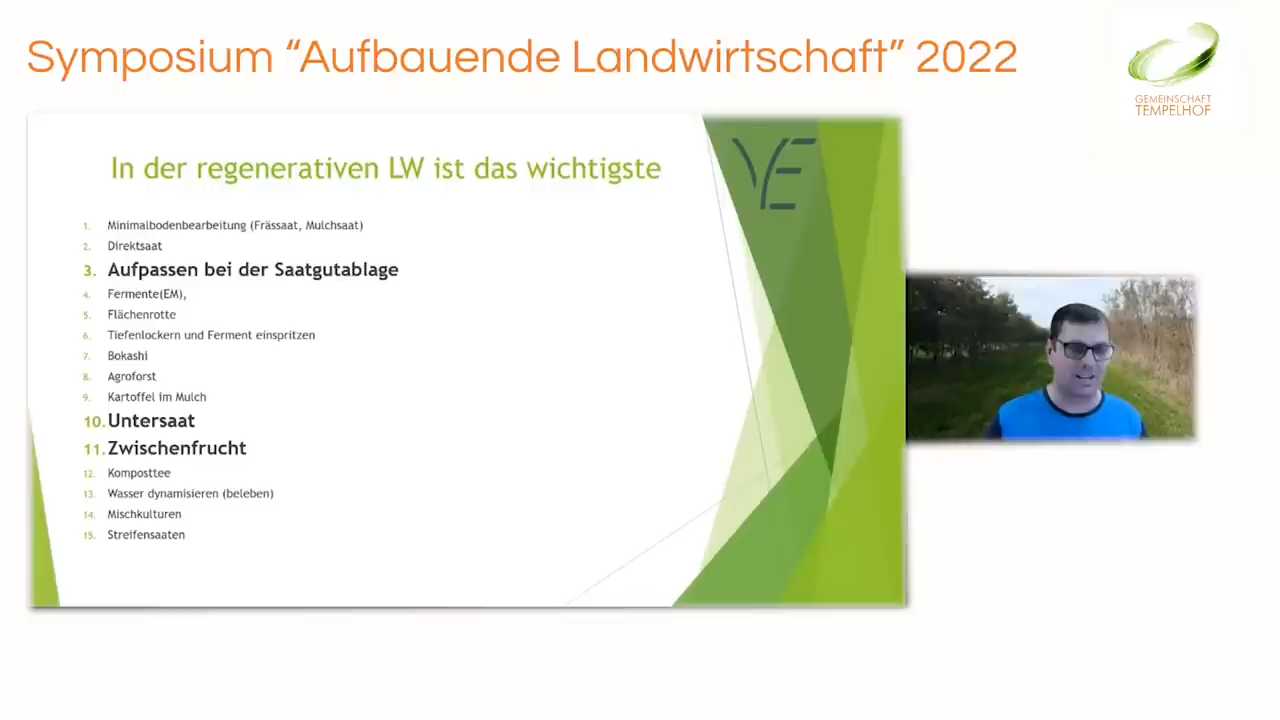 Symposium “Aufbauende Landwirtschaft” 2022
GEMEINSCHAFT
TEMPELHOF
In der regenerativen LW ist das wichtigste
VE
1. Minimalbodenbearbeitung (Frässaat, Mulchsaat)
2. Direktsaat
3. Aufpassen bei der Saatgutablage
4. Fermente(EM),
5. Flächenrotte
6. Tiefenlockern und Ferment einspritzen
7. Bokashi
8. Agroforst
9. Kartoffel im Mulch
10. Untersaat
11. Zwischenfrucht
12. Komposttee
13. Wasser dynamisieren (beleben)
14. Mischkulturen
15. Streifensaaten